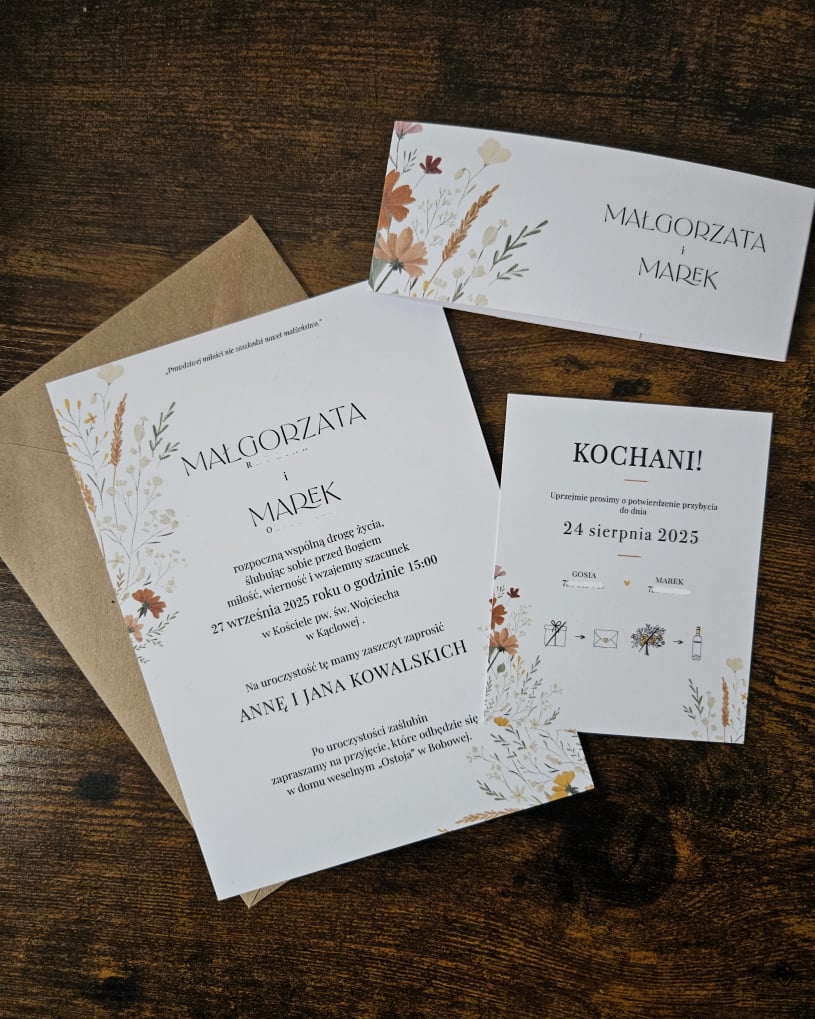 MAŁGORZATA
i
MAREK
„Prawdziwej miłości nie zaszkodzi nawet małżeństwo."
MAŁGORZATA
R
i
MAREK
O
rozpoczną wspólną drogę życia,
ślubując sobie przed Bogiem
miłość, wierność i wzajemny szacunek
27 września 2025 roku o godzinie 15:00
w Kościele pw. św. Wojciecha
w Kąclowej .
Na uroczystość tę mamy zaszczyt zaprosić
ANNĘ I JANA KOWALSKICH
Po uroczystości zaślubin
zapraszamy na przyjęcie, które odbędzie się
w domu weselnym „Ostoja" w Bobowej.
KOCHANI!
Uprzejmie prosimy o potwierdzenie przybycia
do dnia
24 sierpnia 2025
GOSIA
MAREK